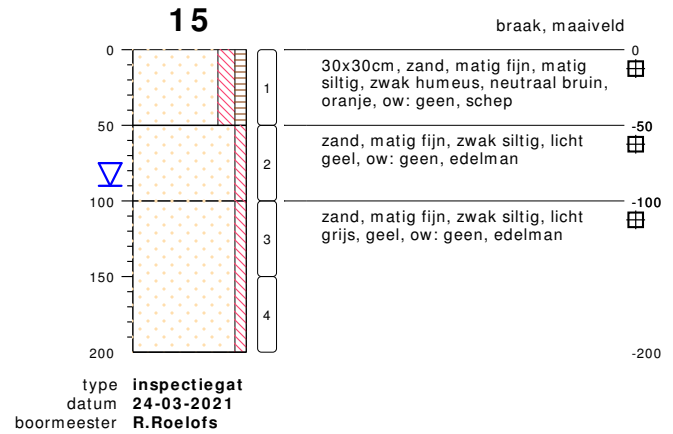 15
braak, maaiveld
0
0
1
30x30cm, zand, matig fijn, matig
siltig, zwak humeus, neutraal bruin,
oranje, ow: geen, schep
50
-50
2
zand, matig fijn, zwak siltig, licht
geel, ow: geen, edelman
100
-100
3
zand, matig fijn, zwak siltig, licht
grijs, geel, ow: geen, edelman
150
4
200
-200
type inspectiegat
datum 24-03-2021
boormeester R.Roelofs